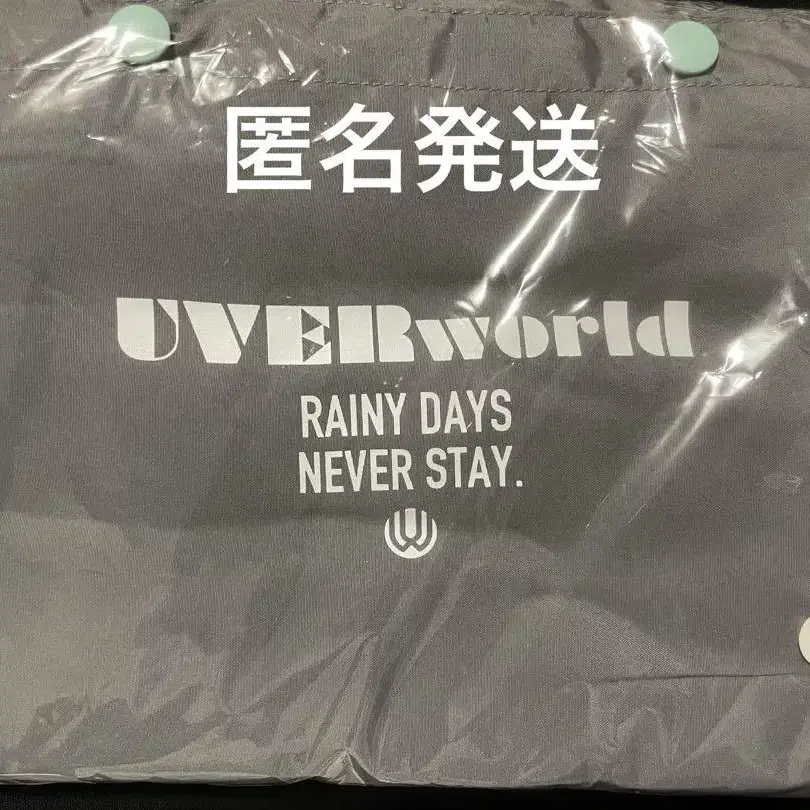 匿名発送
UVERworld
RAINY DAYS
NEVER STAY.